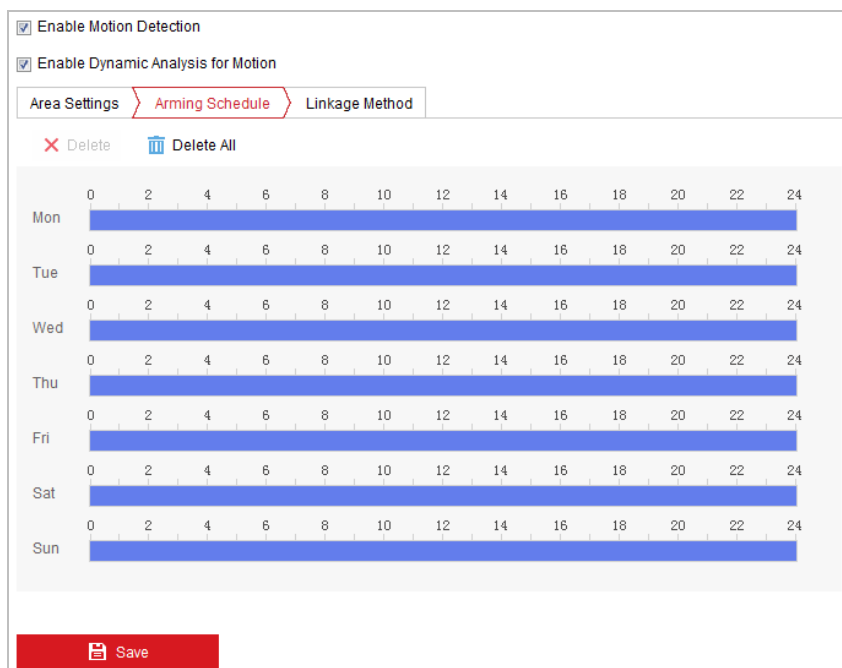 Enable Motion Detection
Enable Dynamic Analysis for Motion
Area Settings Arming Schedule Linkage Method
Delete Delete All
0 2 4 6 8 10 12 14 16 18 20 22 24
Mon
0 2 4 6 8 10 12 14 16 18 20 22 24
Tue
0 2 4 6 8 10 12 14 16 18 20 22 24
Wed
0 2 4 6 8 10 12 14 16 18 20 22 24
Thu
0 2 4 6 8 10 12 14 16 18 20 22 24
Fri
0 2 4 6 8 10 12 14 16 18 20 22 24
Sat
0 2 4 6 8 10 12 14 16 18 20 22 24
Sun
Save